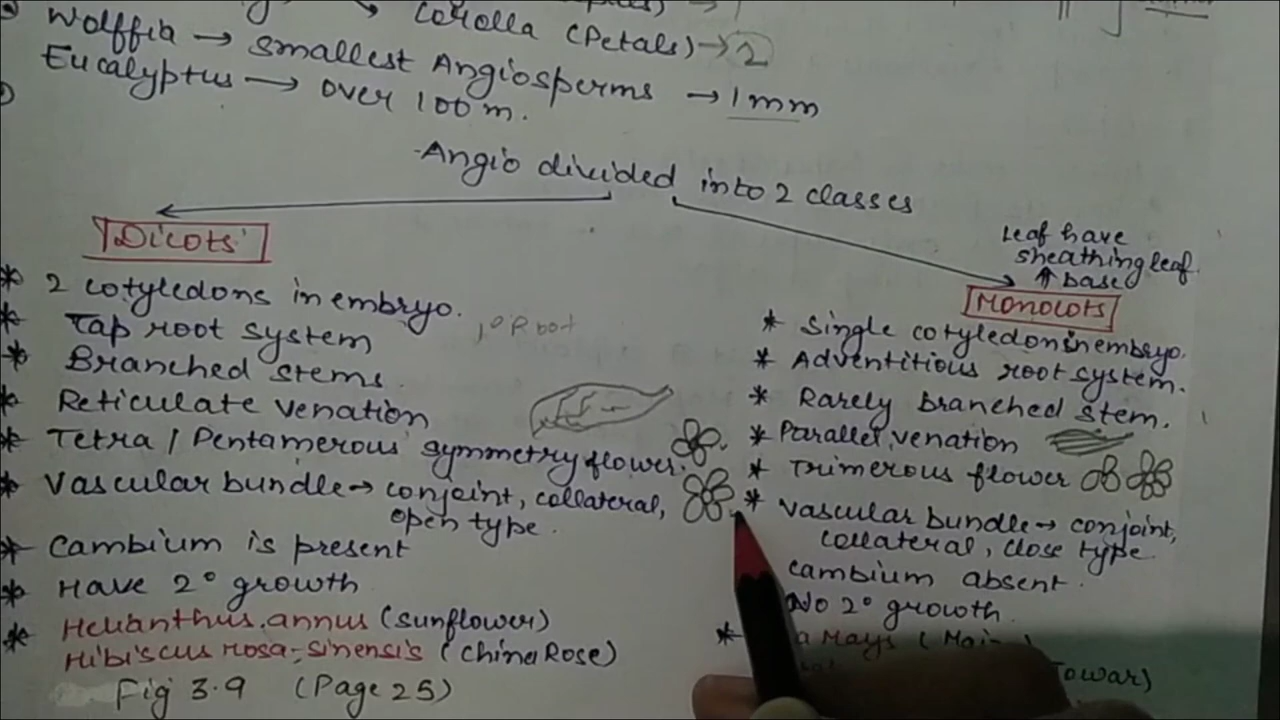 Corolla (Petals) → 2
Wolffia → smallest Angiosperms → 1mm
Eucalyptus → over 100 m.
Angio divided into 2 classes
Dicots
* 2 cotyledons in embryo.
* Tap root system
1° Root
* Branched stems.
* Reticulate venation
* Tetra / Pentamerous symmetry flower.
* Vascular bundle → conjoint, collateral,
open type.
* Cambium is present
* Have 2° growth
* Helianthus annus (sunflower)
Hibiscus rosa-sinensis (China Rose)
Fig 3.9 (Page 25)
Leaf have
sheathing leaf
↑ base
Monocots
* Single cotyledons in embryo.
* Adventitious root system.
* Rarely branched stem.
* Parallel venation
* Trimerous flower
* Vascular bundle → conjoint,
collateral, close type.
cambium absent.
No 2° growth.
* Mays